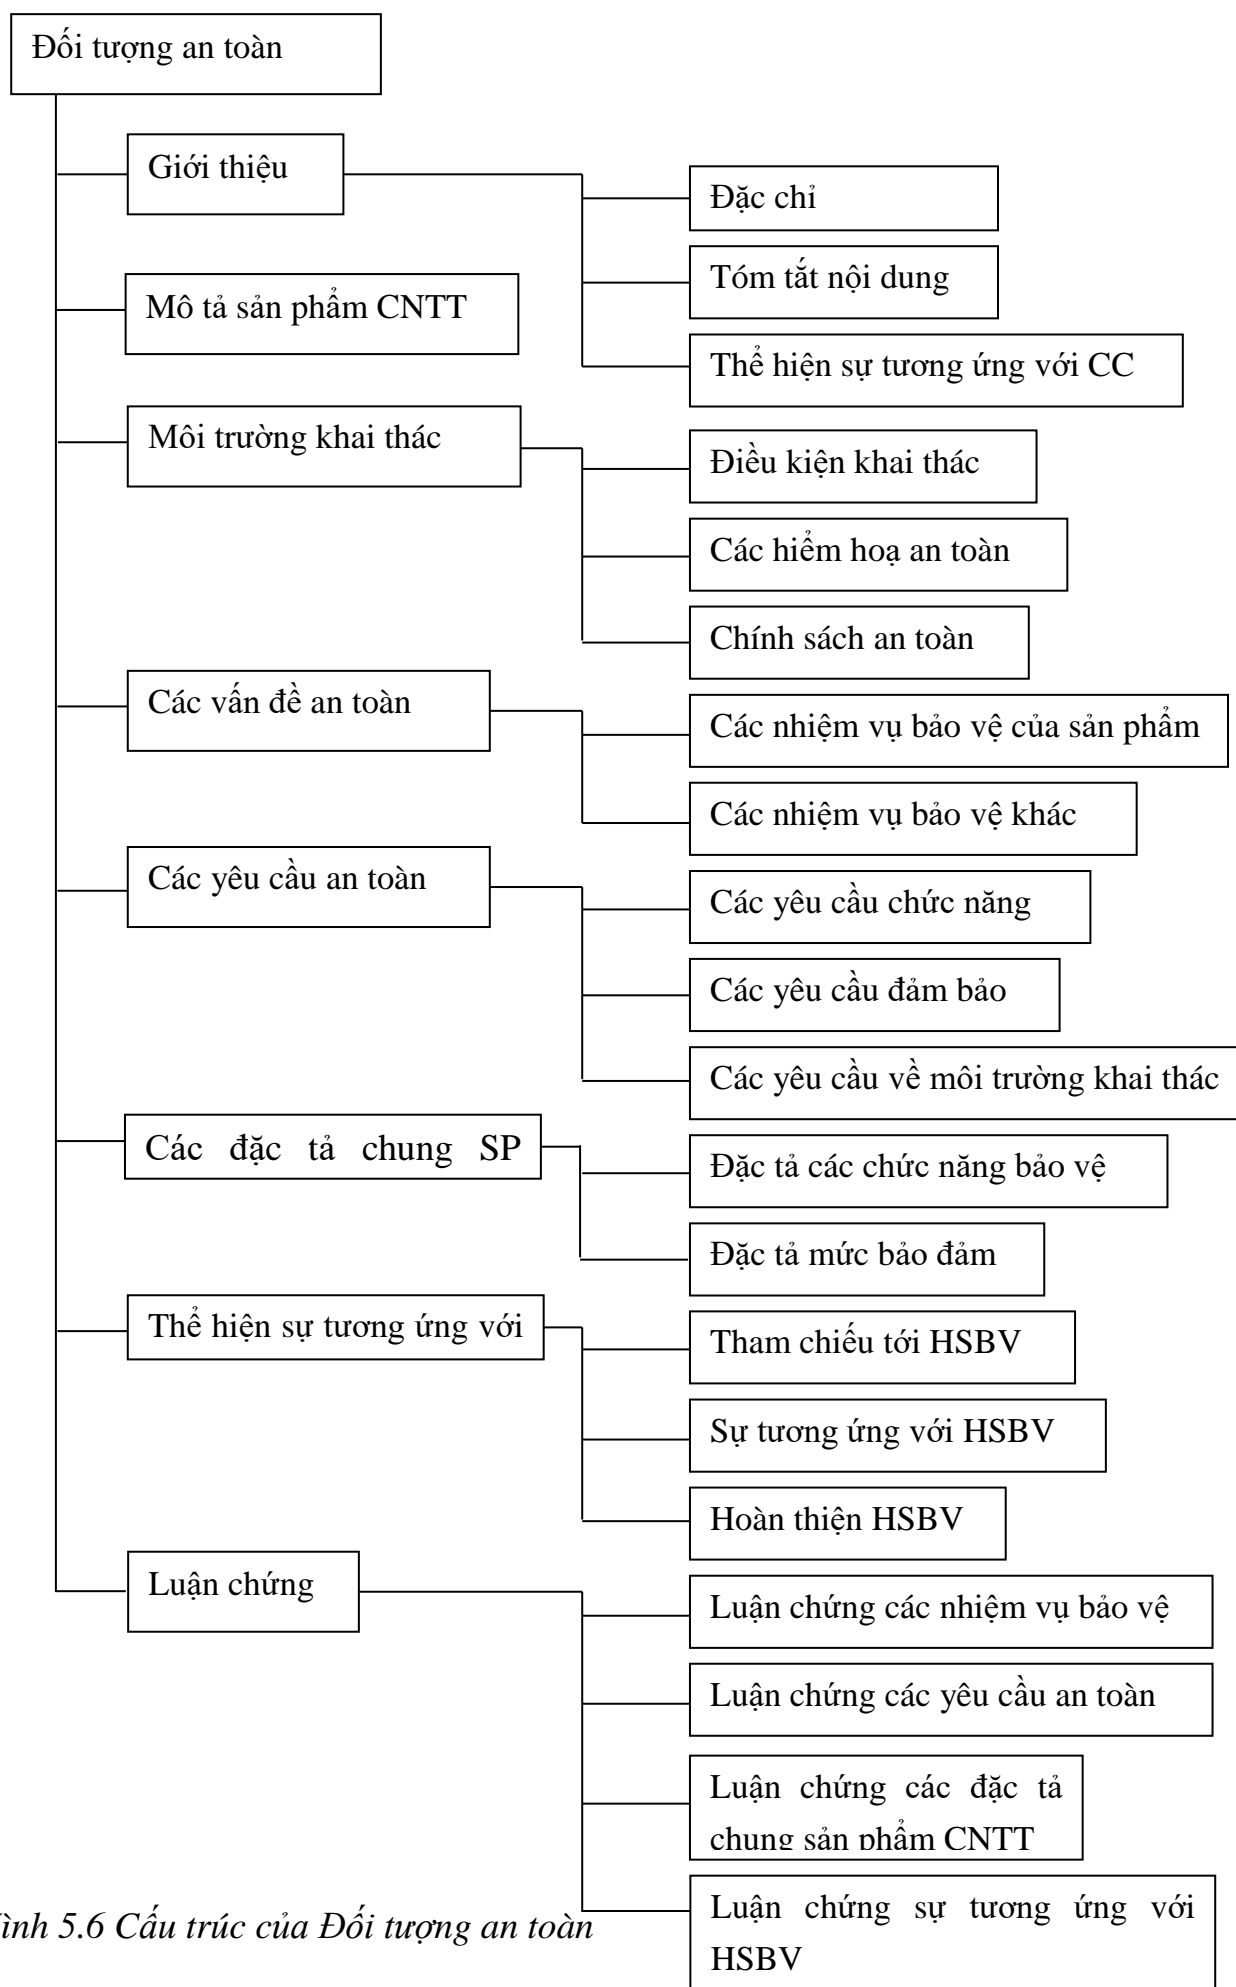 Đối tượng an toàn
Giới thiệu
Đặc chỉ
Tóm tắt nội dung
Thể hiện sự tương ứng với CC
Mô tả sản phẩm CNTT
Môi trường khai thác
Điều kiện khai thác
Các hiểm hoạ an toàn
Chính sách an toàn
Các vấn đề an toàn
Các nhiệm vụ bảo vệ của sản phẩm
Các nhiệm vụ bảo vệ khác
Các yêu cầu an toàn
Các yêu cầu chức năng
Các yêu cầu đảm bảo
Các yêu cầu về môi trường khai thác
Các đặc tả chung SP
Đặc tả các chức năng bảo vệ
Đặc tả mức bảo đảm
Thể hiện sự tương ứng với
Tham chiếu tới HSBV
Sự tương ứng với HSBV
Hoàn thiện HSBV
Luận chứng
Luận chứng các nhiệm vụ bảo vệ
Luận chứng các yêu cầu an toàn
Luận chứng các đặc tả
chung sản phẩm CNTT
Luận chứng sự tương ứng với
HSBV
ình 5.6 Cấu trúc của Đối tượng an toàn